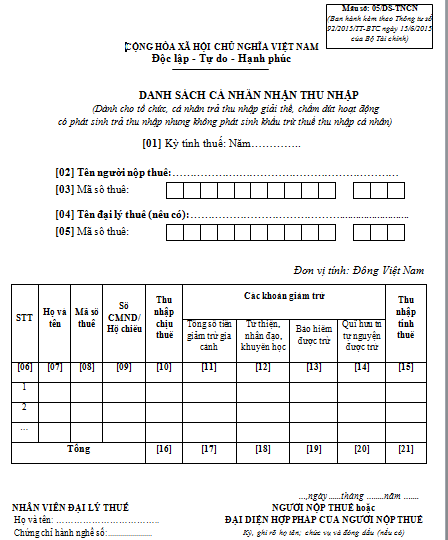 Mẫu số: 05/DS-TNCN
(Ban hành kèm theo Thông tư số
92/2015/TT-BTC ngày 15/6/2015
của Bộ Tài chính)
CỘNG HÒA XÃ HỘI CHỦ NGHĨA VIỆT NAM
Độc lập - Tự do - Hạnh phúc
DANH SÁCH CÁ NHÂN NHẬN THU NHẬP
(Dành cho tổ chức, cá nhân trả thu nhập giải thể, chấm dứt hoạt động
có phát sinh trả thu nhập nhưng không phát sinh khấu trừ thuế thu nhập cá nhân)
[01] Kỳ tính thuế: Năm…………..
[02] Tên người nộp thuế:……………………………………………………
[03] Mã số thuế:
[04] Tên đại lý thuế (nếu có):……………………………………………………
[05] Mã số thuế:
Đơn vị tính: Đồng Việt Nam
STT
Họ và tên
Mã số thuế
Số CMND/ Hộ chiếu
Thu nhập chịu thuế
Các khoản giảm trừ
Thu nhập tính thuế
Tổng số tiền giảm trừ gia cảnh
Từ thiện, nhân đạo, khuyến học
Bảo hiểm được trừ
Quĩ hưu trí tự nguyện được trừ
[06] [07] [08] [09] [10] [11] [12] [13] [14] [15]
1
2
…
Tổng [16] [17] [18] [19] [20] [21]
...,ngày ......tháng ........năm .......
NHÂN VIÊN ĐẠI LÝ THUẾ
NGƯỜI NỘP THUẾ hoặc
Họ và tên: ……………………………..
ĐẠI DIỆN HỢP PHÁP CỦA NGƯỜI NỘP THUẾ
Chứng chỉ hành nghề số:.....................
Ký, ghi rõ họ tên; chức vụ và đóng dấu (nếu có)